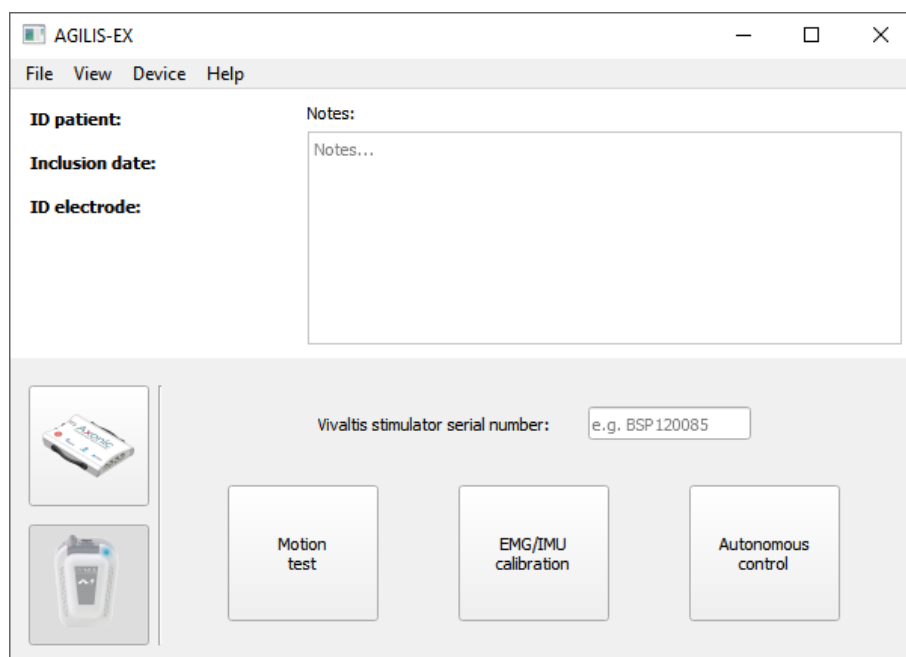 AGILIS-EX
File View Device Help
ID patient:
Inclusion date:
ID electrode:
Notes:
Notes...
Vivaltis stimulator serial number:
e.g. BSP120085
Axonic
Motion
test
EMG/IMU
calibration
Autonomous
control